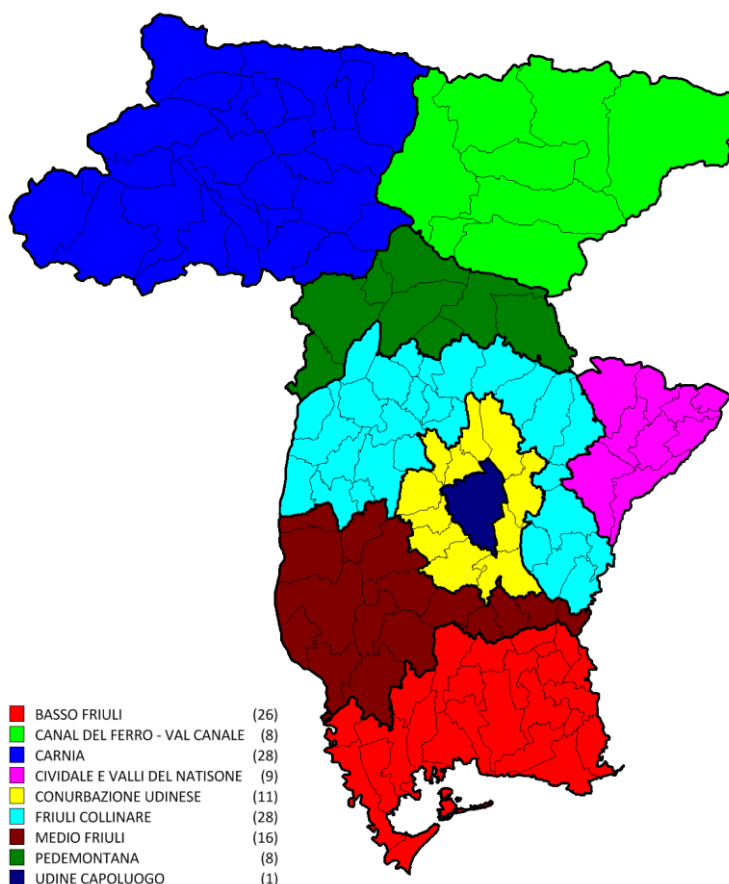 BASSO FRIULI (26)
CANAL DEL FERRO - VAL CANALE (8)
CARNIA (28)
CIVIDALE E VALLI DEL NATISONE (9)
CONURBAZIONE UDINESE (11)
FRIULI COLLINARE (28)
MEDIO FRIULI (16)
PEDEMONTANA (8)
UDINE CAPOLUOGO (1)